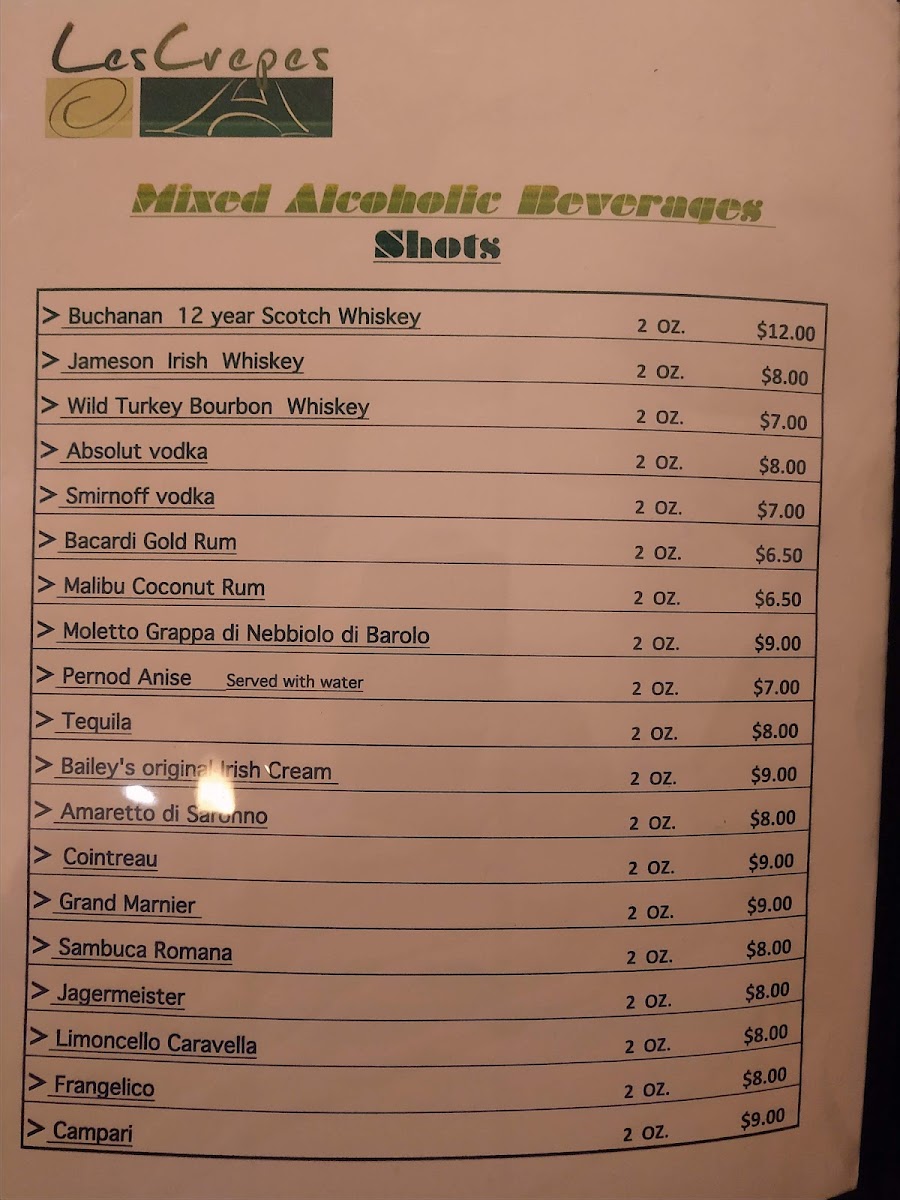 Les Crepes
Mixed Alcoholic Beverages
Shots
> Buchanan 12 year Scotch Whiskey 2 OZ. $12.00
> Jameson Irish Whiskey 2 OZ. $8.00
> Wild Turkey Bourbon Whiskey 2 OZ. $7.00
> Absolut vodka 2 OZ. $8.00
> Smirnoff vodka 2 OZ. $7.00
> Bacardi Gold Rum 2 OZ. $6.50
> Malibu Coconut Rum 2 OZ. $6.50
> Moletto Grappa di Nebbiolo di Barolo 2 OZ. $9.00
> Pernod Anise Served with water 2 OZ. $7.00
> Tequila 2 OZ. $8.00
> Bailey's original Irish Cream 2 OZ. $9.00
> Amaretto di Saronno 2 OZ. $8.00
> Cointreau 2 OZ. $9.00
> Grand Marnier 2 OZ. $9.00
> Sambuca Romana 2 OZ. $8.00
> Jagermeister 2 OZ. $8.00
> Limoncello Caravella 2 OZ. $8.00
> Frangelico 2 OZ. $8.00
> Campari 2 OZ. $9.00